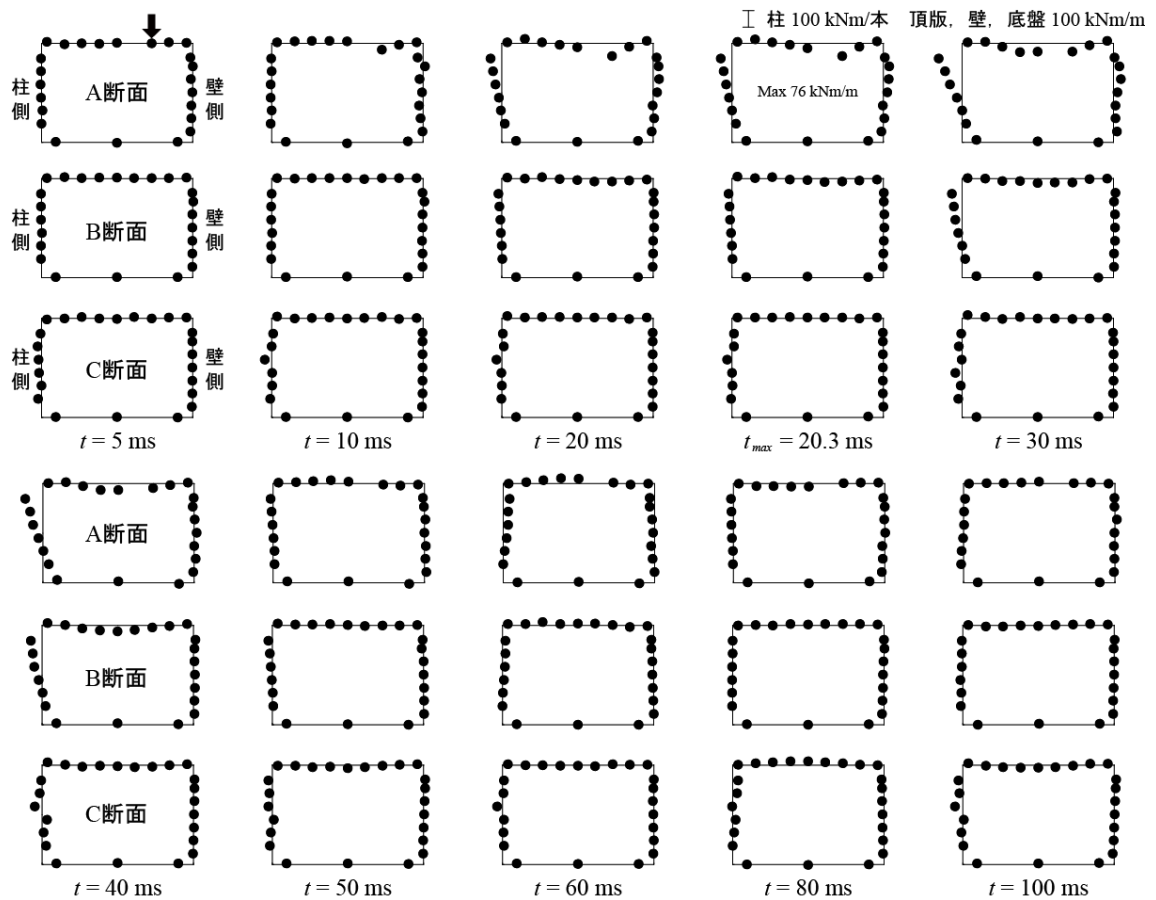 柱 100 kNm/本 頂版，壁，底盤 100 kNm/m
柱側 A断面 壁側
Max 76 kNm/m
柱側 B断面 壁側
柱側 C断面 壁側
t = 5 ms t = 10 ms t = 20 ms tmax = 20.3 ms t = 30 ms
A断面
B断面
C断面
t = 40 ms t = 50 ms t = 60 ms t = 80 ms t = 100 ms